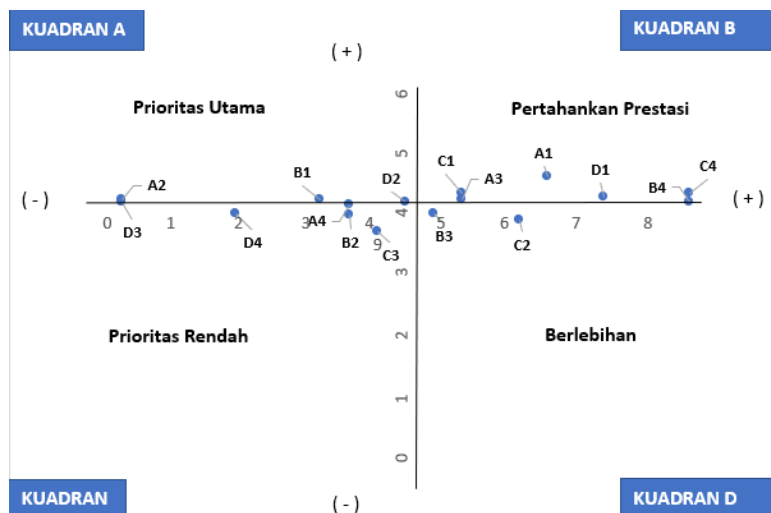 KUADRAN A
KUADRAN B
( + )
6
Prioritas Utama
Pertahankan Prestasi
5
B1
D2
C1
A1
A3
D1
C4
B4
A2
( - )
( + )
0 1 2 3 4 4 5 6 7 8
9
D3
D4
A4
B2
C3
B3
C2
3
Prioritas Rendah
2
Berlebihan
1
0
KUADRAN
( - )
KUADRAN D